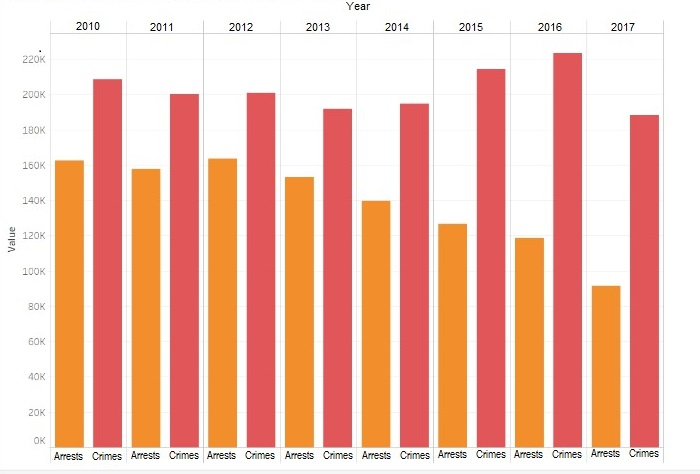 Year
2010 2011 2012 2013 2014 2015 2016 2017
220K
200K
180K
160K
140K
120K
100K
80K
60K
40K
20K
0K
Value
Arrests Crimes Arrests Crimes Arrests Crimes Arrests Crimes Arrests Crimes Arrests Crimes Arrests Crimes Arrests Crimes